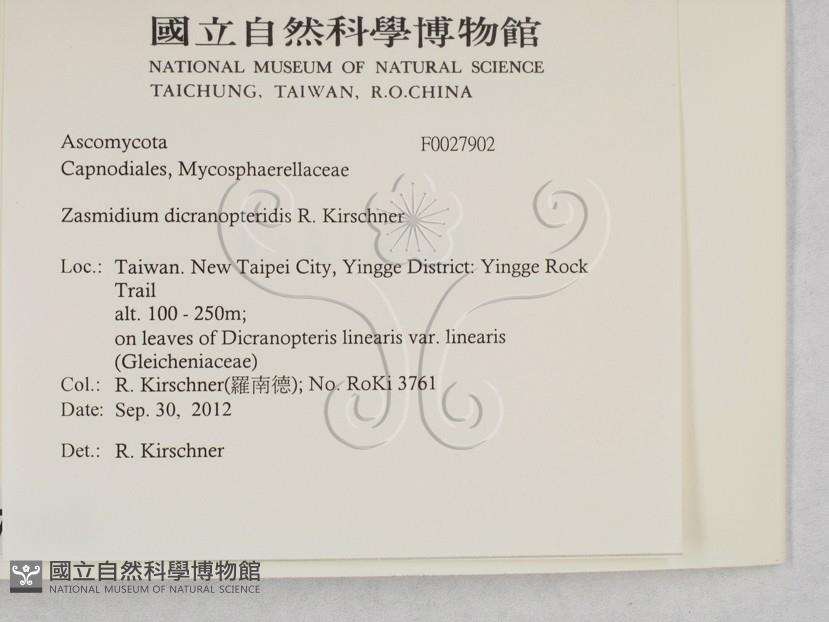 國立自然科學博物館
NATIONAL MUSEUM OF NATURAL SCIENCE
TAICHUNG, TAIWAN, R.O.CHINA
Ascomycota F0027902
Capnodiales, Mycosphaerellaceae
Zasmidium dicranopteridis R. Kirschner
Loc.: Taiwan. New Taipei City, Yingge District: Yingge Rock
Trail
alt. 100 - 250m;
on leaves of Dicranopteris linearis var. linearis
(Gleicheniaceae)
Col.: R. Kirschner(羅南德); No. RoKi 3761
Date: Sep. 30, 2012
Det.: R. Kirschner
國立自然科學博物館
NATIONAL MUSEUM OF NATURAL SCIENCE